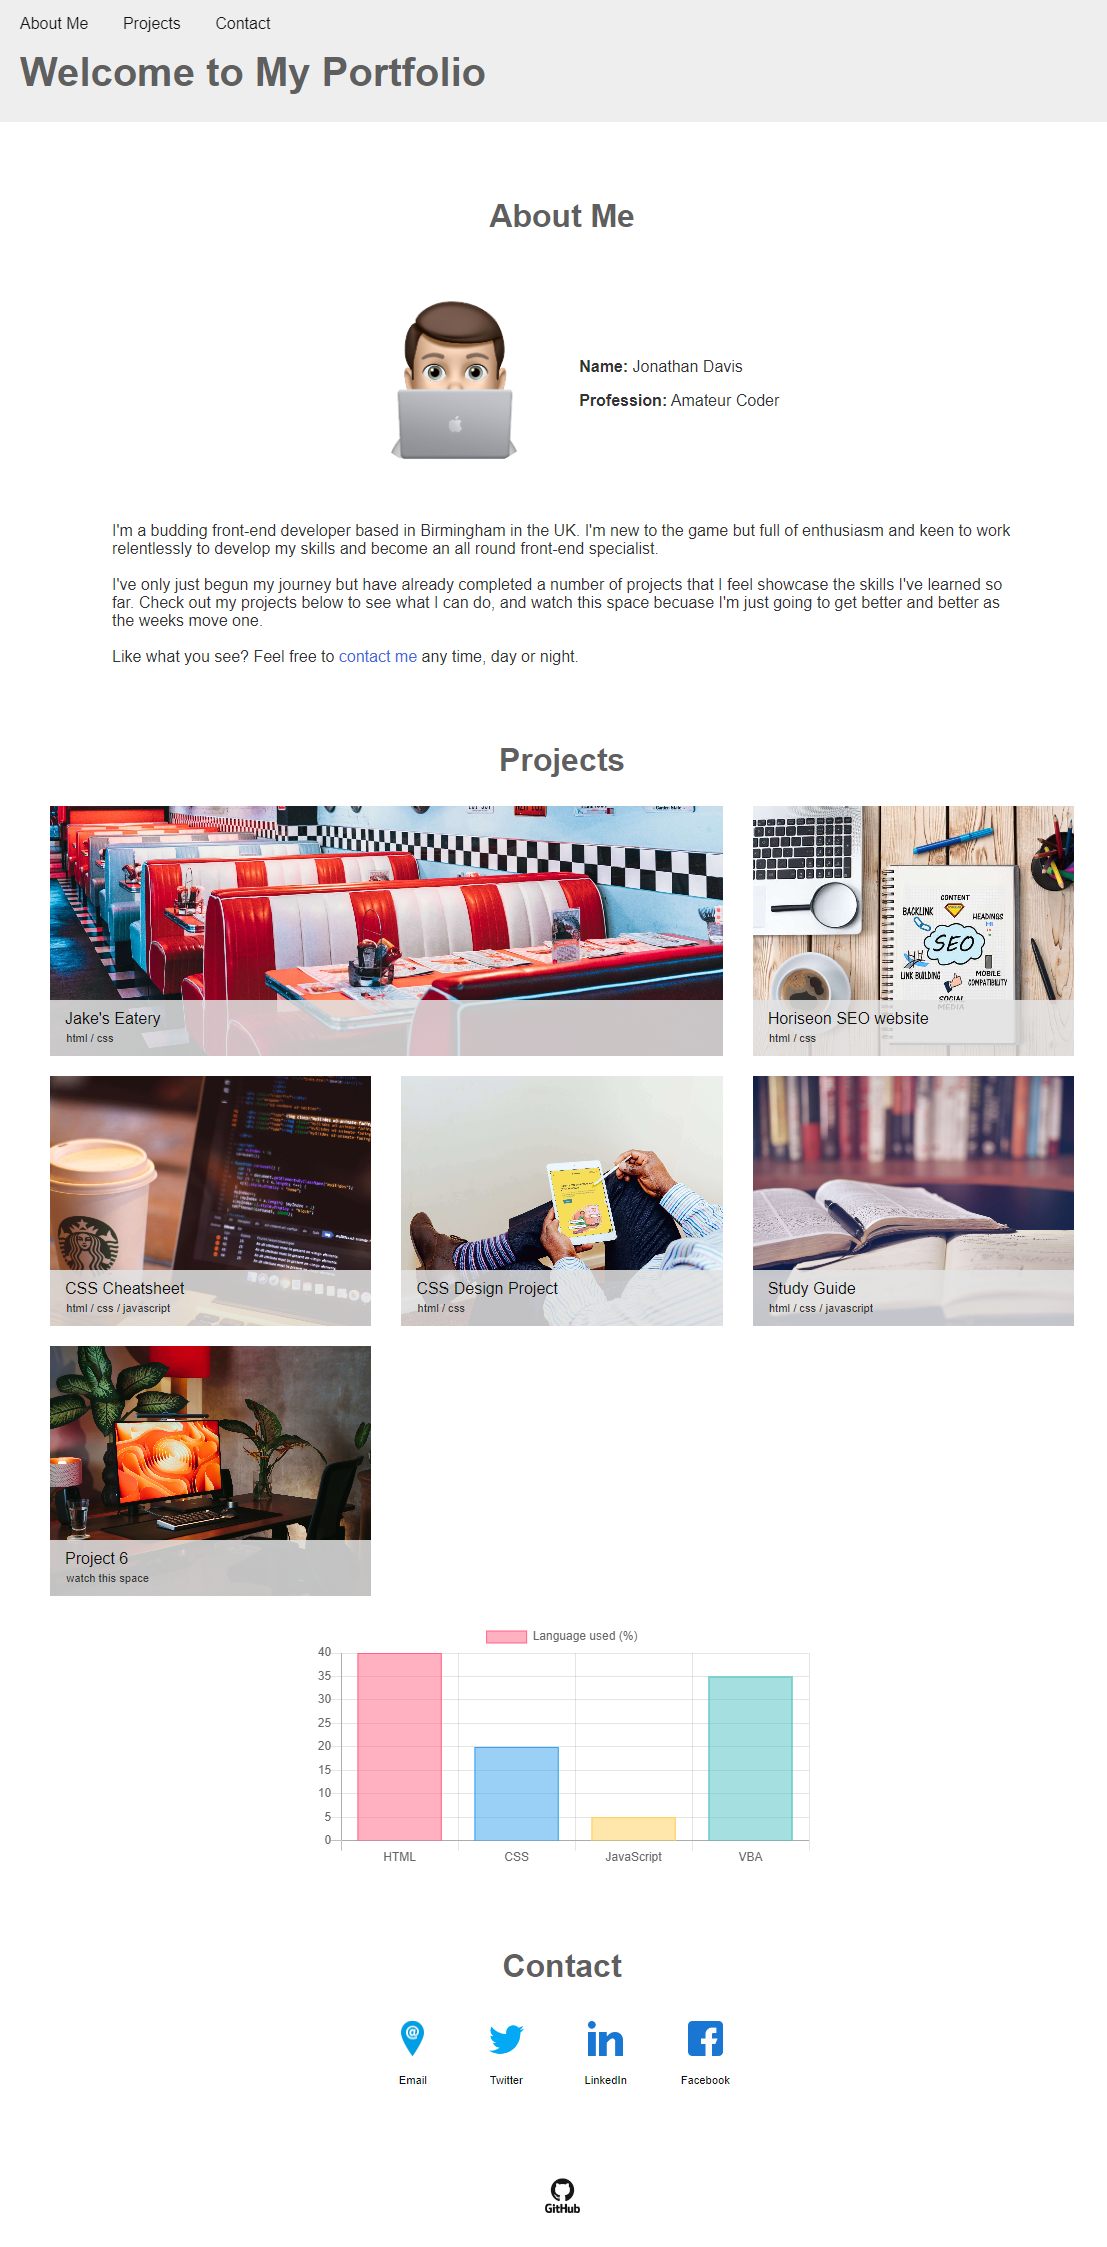 About Me Projects Contact
Welcome to My Portfolio
About Me
Name: Jonathan Davis
Profession: Amateur Coder
I'm a budding front-end developer based in Birmingham in the UK. I'm new to the game but full of enthusiasm and keen to work
relentlessly to develop my skills and become an all round front-end specialist.
I've only just begun my journey but have already completed a number of projects that I feel showcase the skills I've learned so
far. Check out my projects below to see what I can do, and watch this space becuase I'm just going to get better and better as
the weeks move one.
Like what you see? Feel free to contact me any time, day or night.
Projects
Jake's Eatery
html / css
CONTENT
BACKLINK
HEADINGS
SEO
LINK BUILDING
MOBILE
COMPATIBILITY
SOCIAL
MEDIA
Horiseon SEO website
html / css
CSS Cheatsheet
html / css / javascript
CSS Design Project
html / css
Study Guide
html / css / javascript
Project 6
watch this space
Language used (%)
40
35
30
25
20
15
10
5
0
HTML CSS JavaScript VBA
Contact
Email Twitter LinkedIn Facebook
GitHub